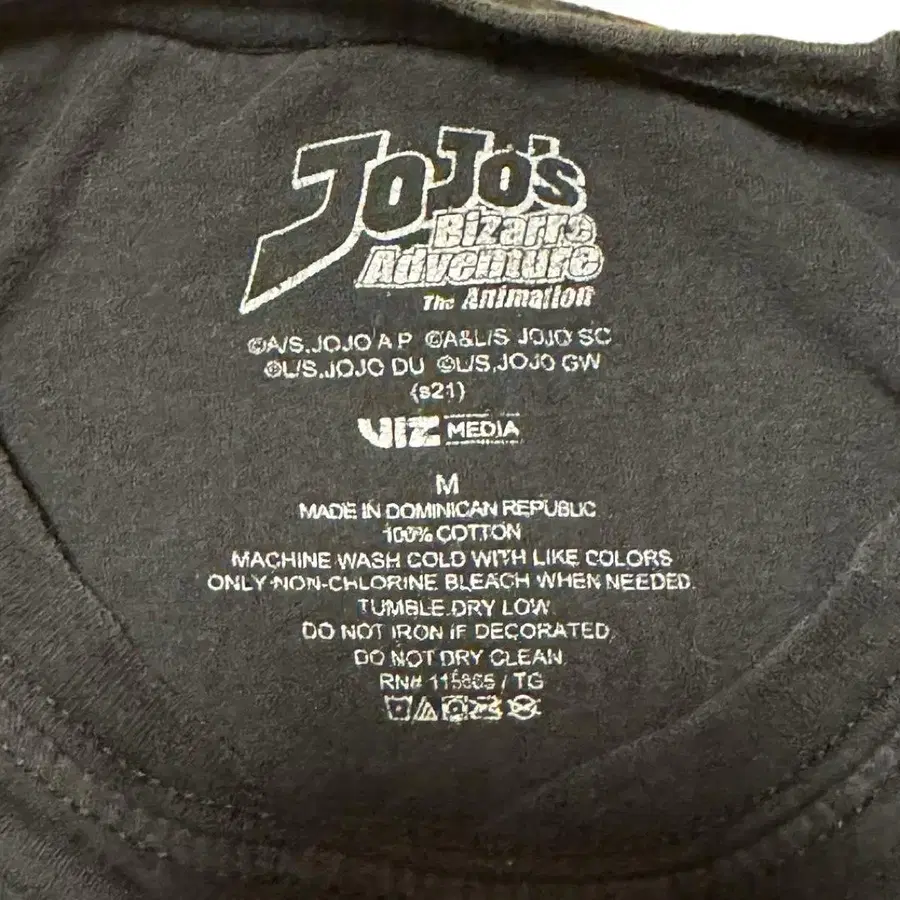 JoJo's
Bizarre
Adventure
The Animation
©A/S.JOJO A.P ©A&L/S JOJO SC
©L/S.JOJO DU ©L/S.JOJO GW
(s21)
VIZ MEDIA
M
MADE IN DOMINICAN REPUBLIC
100% COTTON
MACHINE WASH COLD WITH LIKE COLORS
ONLY NON-CHLORINE BLEACH WHEN NEEDED.
TUMBLE DRY LOW
DO NOT IRON IF DECORATED
DO NOT DRY CLEAN
RN# 115865 / TG